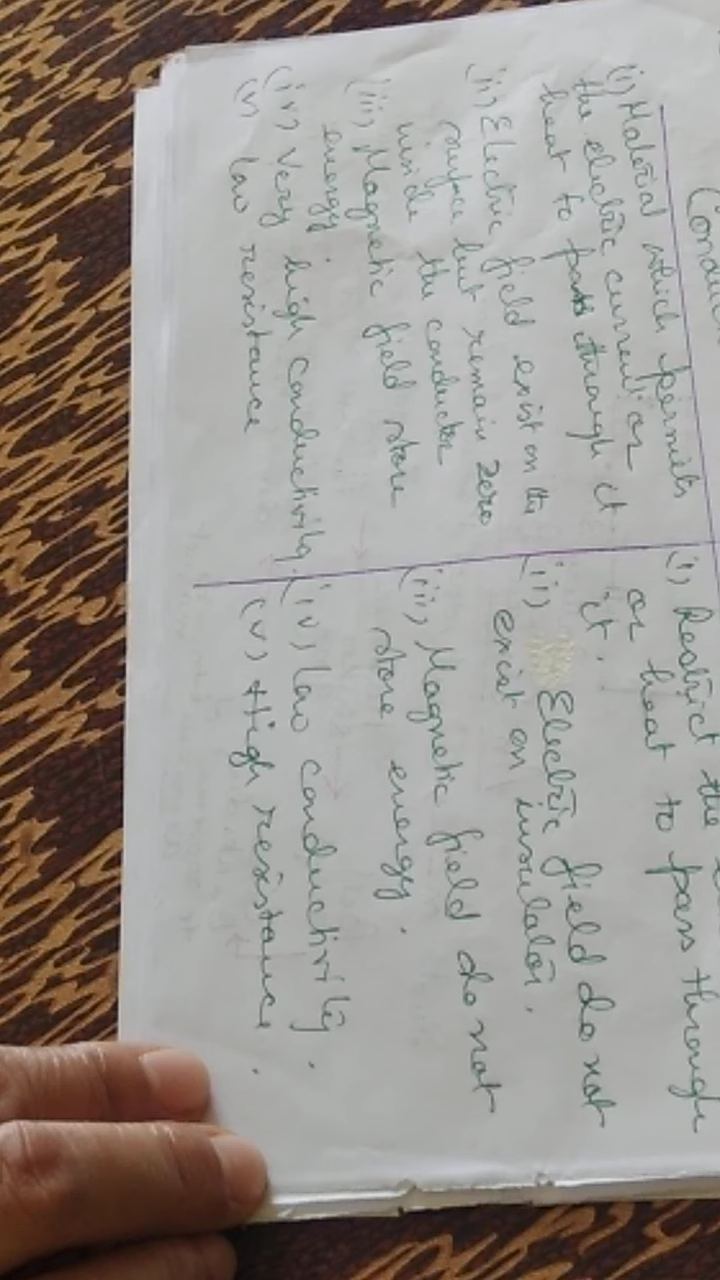 Conduc
(i) Material which permits
the electric current or
heat to pass through it
(ii) Electric field exist on the
surface but remain zero
inside the conductor
(iii) Magnetic field store
energy
(iv) Very high conductivity.
(v) low resistance
(i) Restrict the
or heat to pass through
it.
(ii) Electric field do not
exist on insulator.
(iii) Magnetic field do not
store energy.
(iv) low conductivity.
(v) High resistance.